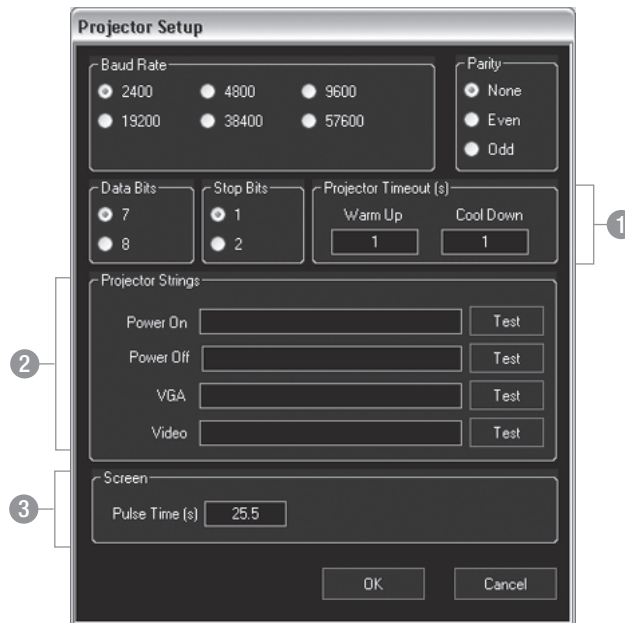 Projector Setup
Baud Rate
2400 4800 9600
19200 38400 57600
Parity
None
Even
Odd
Data Bits
7
8
Stop Bits
1
2
Projector Timeout (s)
Warm Up Cool Down
1 1
1
2
Projector Strings
Power On Test
Power Off Test
VGA Test
Video Test
3
Screen
Pulse Time (s) 25.5
OK Cancel